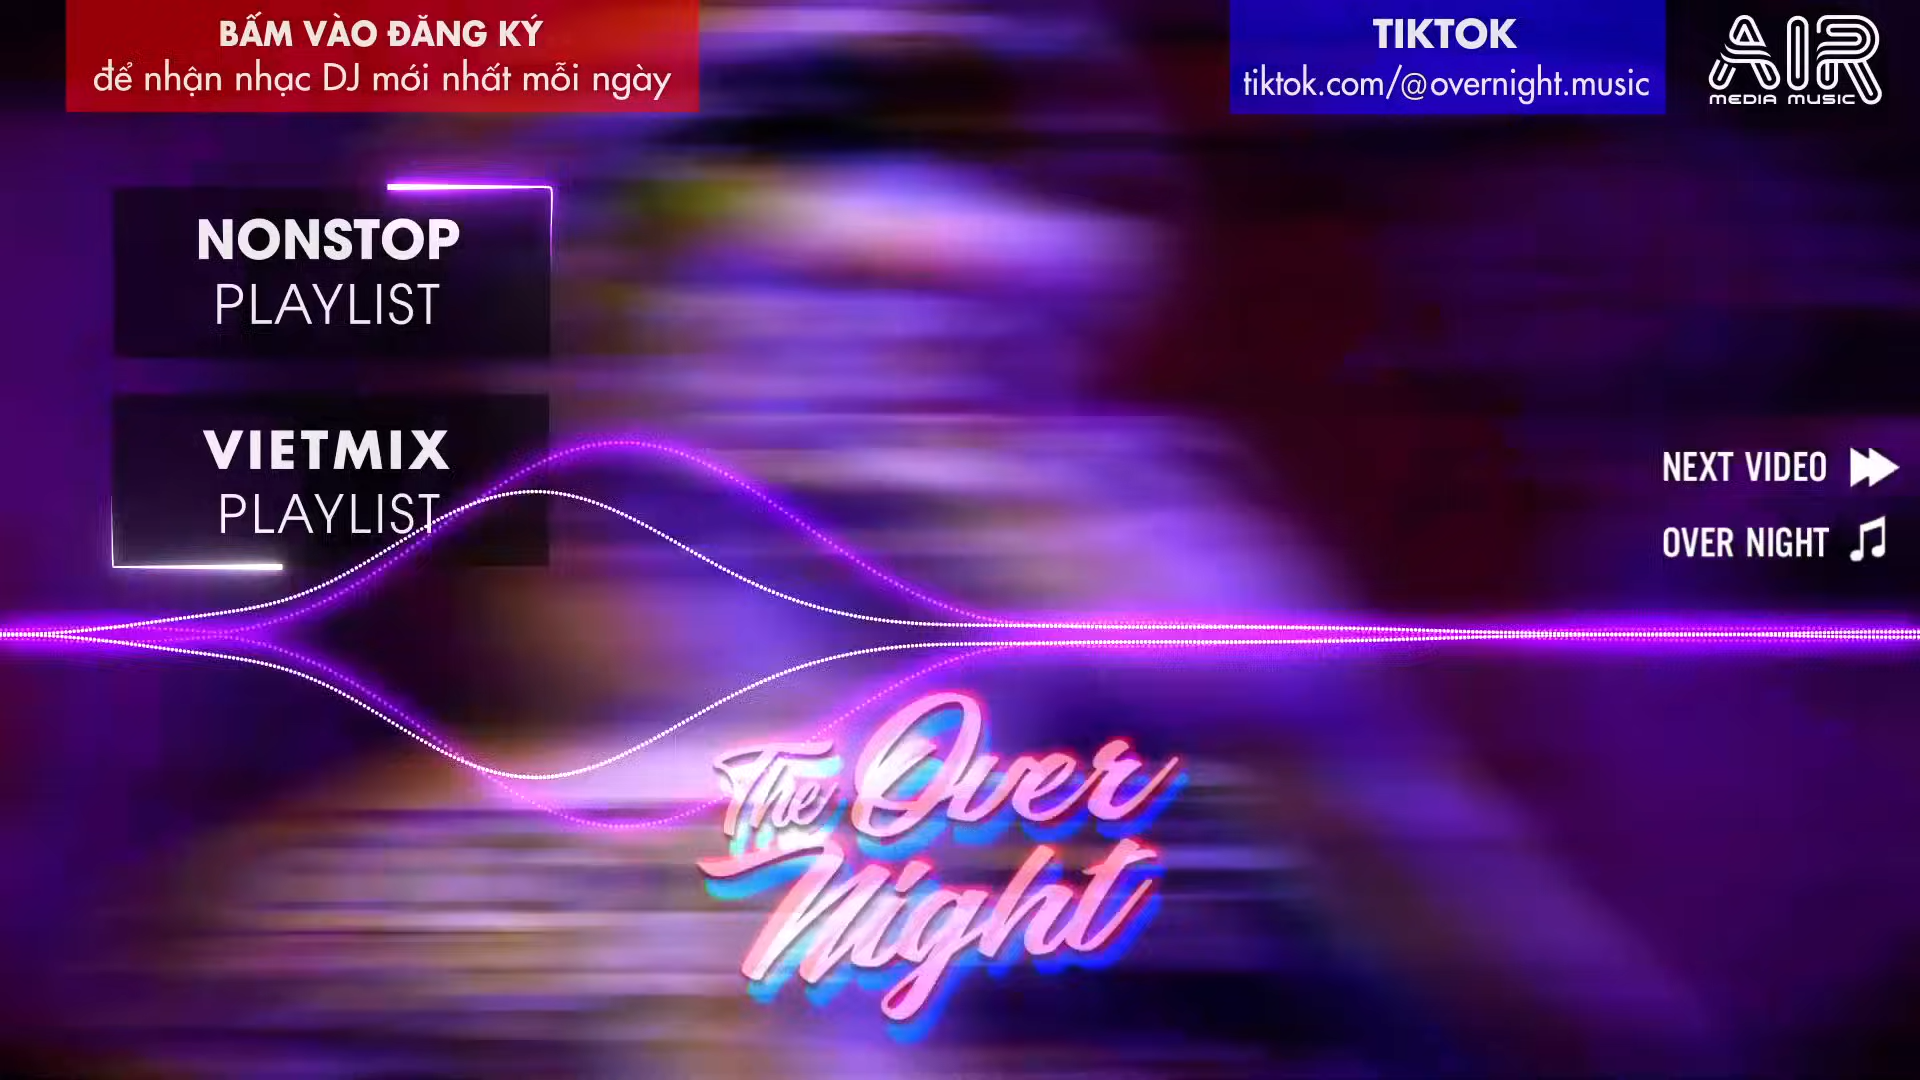 BẤM VÀO ĐĂNG KÝ
để nhận nhạc DJ mới nhất mỗi ngày
TIKTOK
tiktok.com/@overnight.music
AIR
MEDIA MUSIC
NONSTOP
PLAYLIST
VIETMIX
PLAYLIST
NEXT VIDEO
OVER NIGHT
The Over
Night